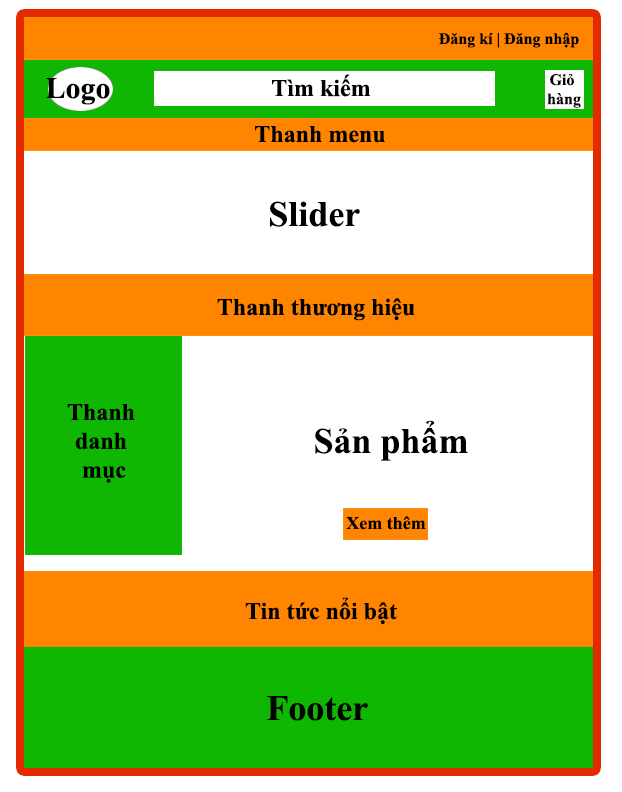 Đăng kí | Đăng nhập
Logo
Tìm kiếm
Giỏ
hàng
Thanh menu
Slider
Thanh thương hiệu
Thanh
danh
mục
Sản phẩm
Xem thêm
Tin tức nổi bật
Footer